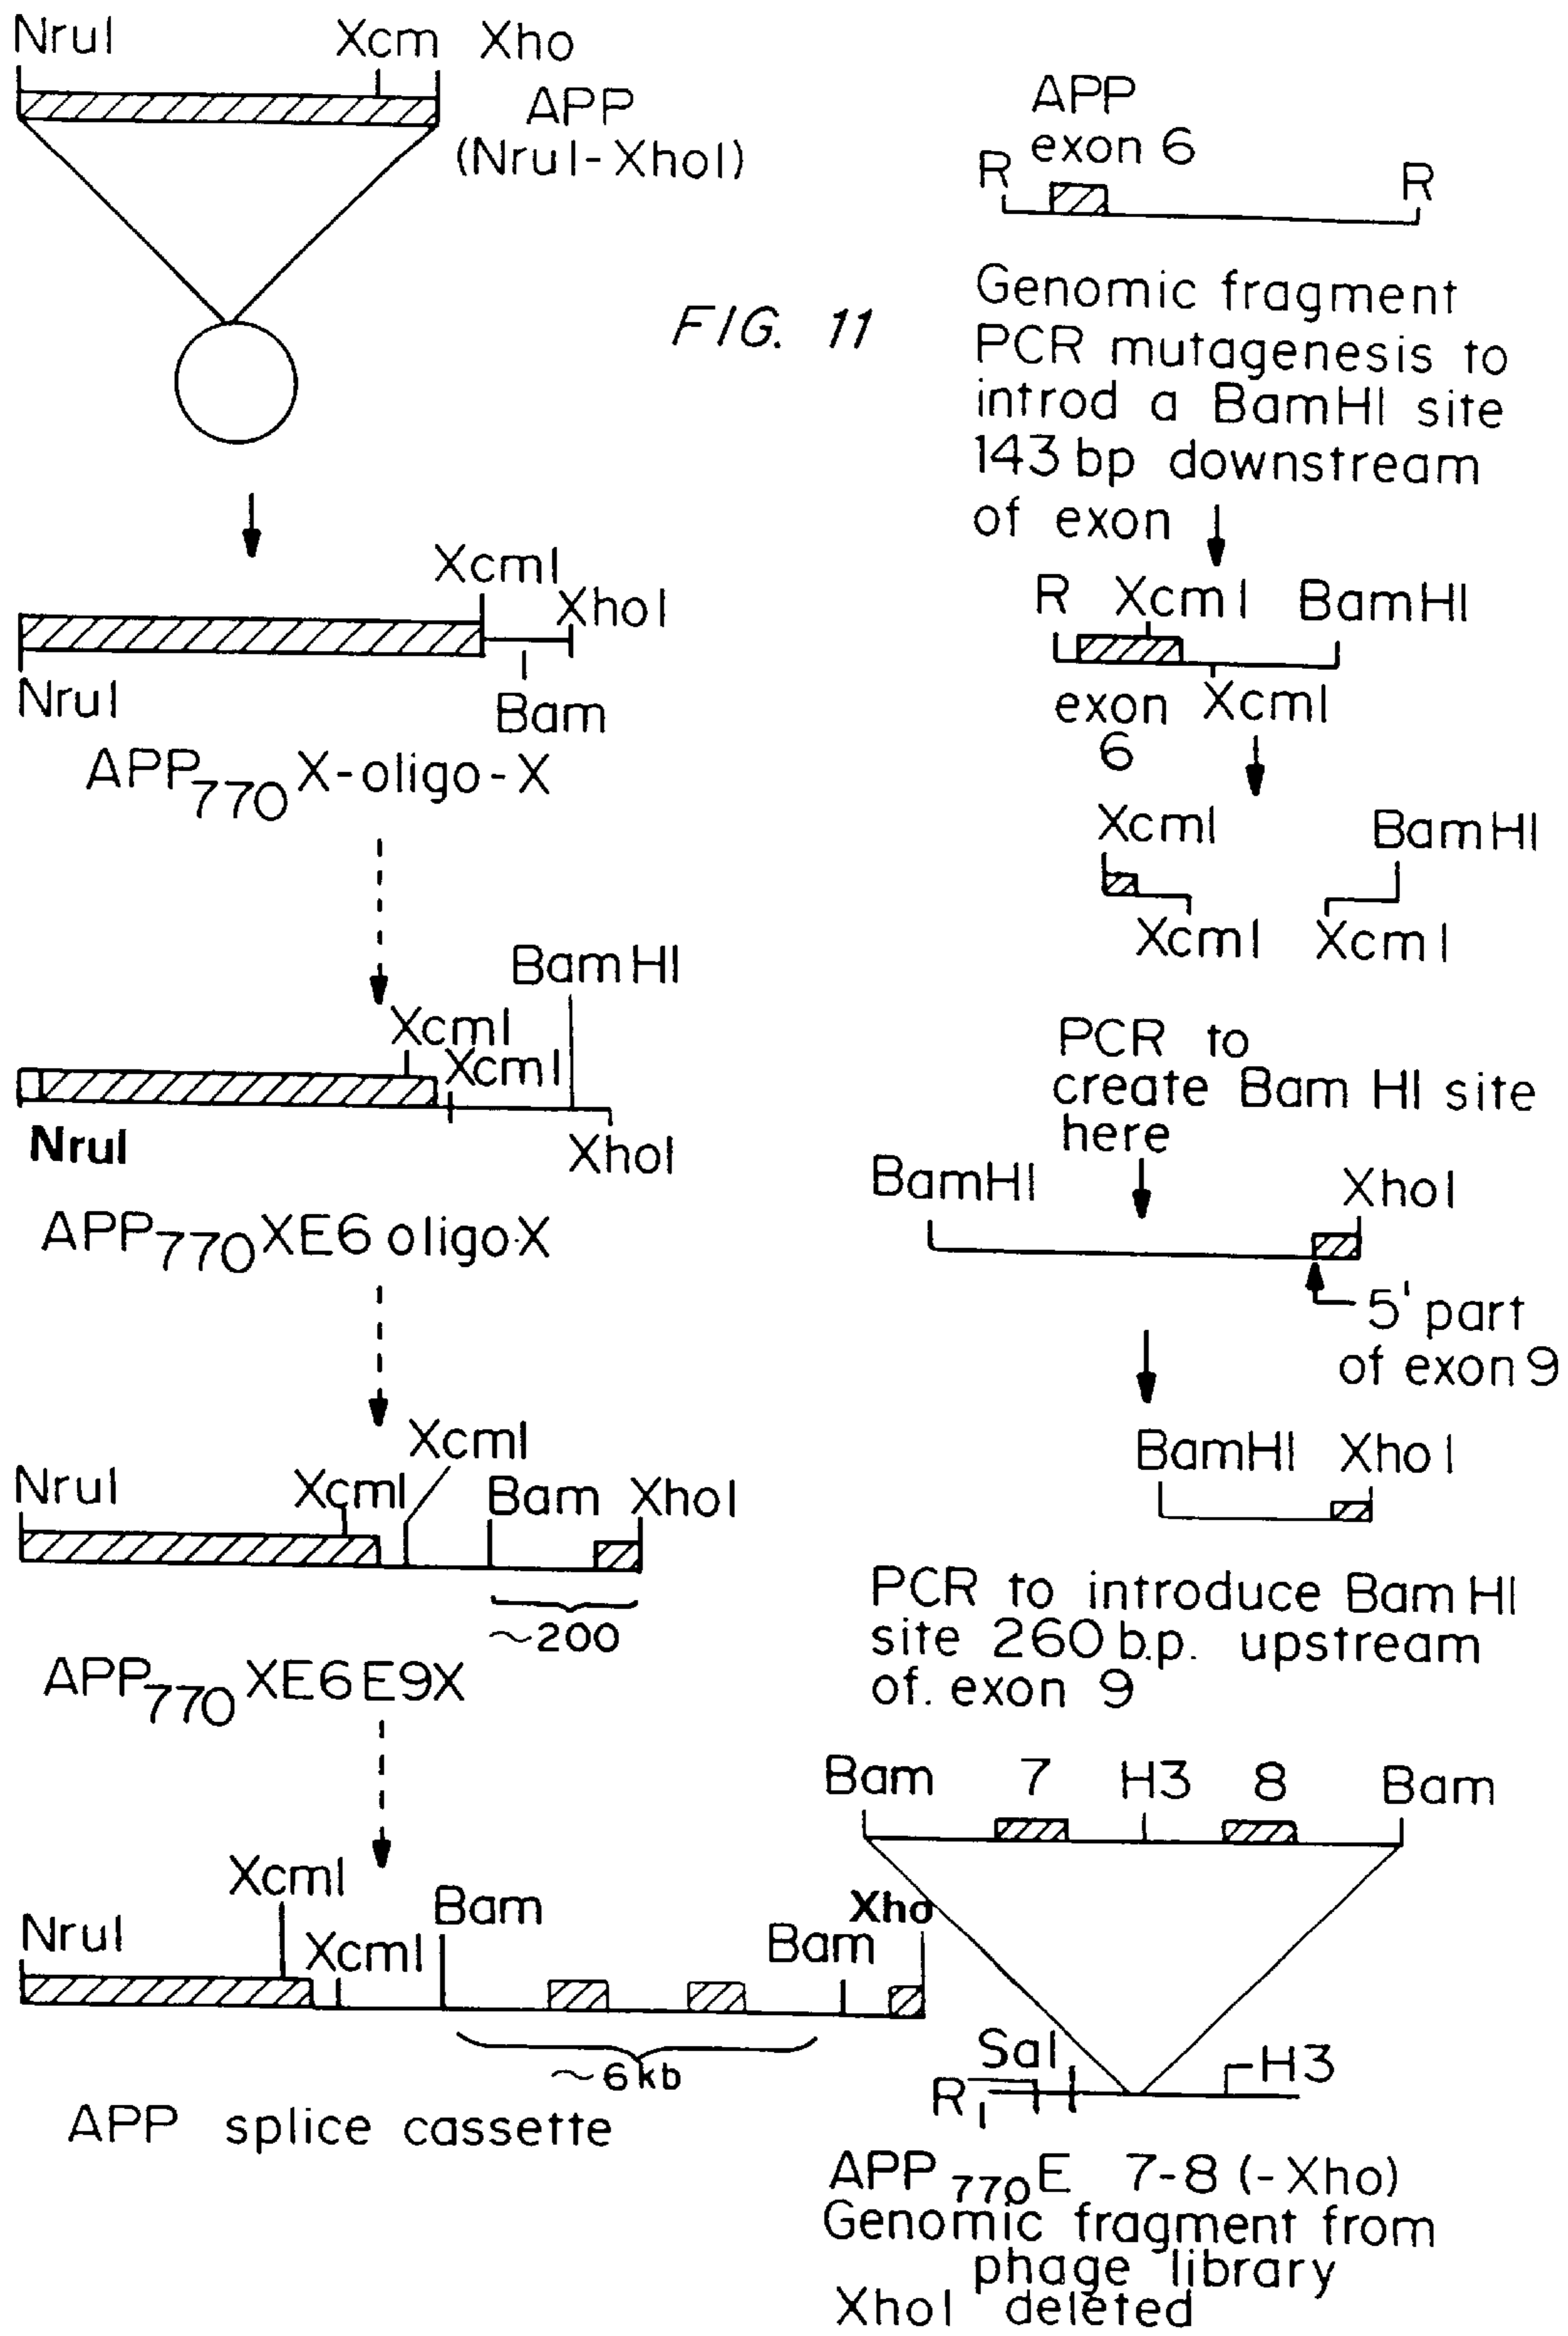 NruI Xcm Xho
APP
(NruI-XhoI)
FIG. 11
XcmI
XhoI
NruI
Bam
APP770X-oligo-X
BamHI
XcmI
XcmI
NruI
XhoI
APP770XE6 oligo·X
XcmI
NruI XcmI Bam XhoI
~200
APP770XE6E9X
XcmI
Bam
Xho
NruI
XcmI
Bam
~6kb
APP splice cassette
APP
exon 6
R R
Genomic fragment
PCR mutagenesis to
introd a BamHI site
143 bp downstream
of exon
R XcmI BamHI
exon XcmI
6
XcmI BamHI
XcmI XcmI
PCR to
create Bam HI site
here
BamHI XhoI
5' part
of exon 9
BamHI XhoI
PCR to introduce Bam HI
site 260 b.p. upstream
of. exon 9
Bam 7 H3 8 Bam
SalI
R H3
APP770E 7-8 (-Xho)
Genomic fragment from
phage library
XhoI deleted